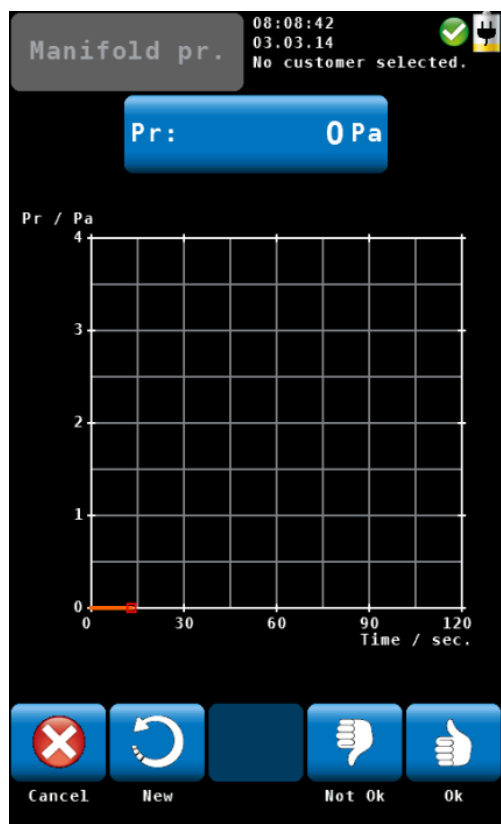 Manifold pr.
08:08:42
03.03.14
No customer selected.
Pr: 0 Pa
Pr / Pa
4
3
2
1
0
0 30 60 90 120
Time / sec.
Cancel New Not Ok Ok